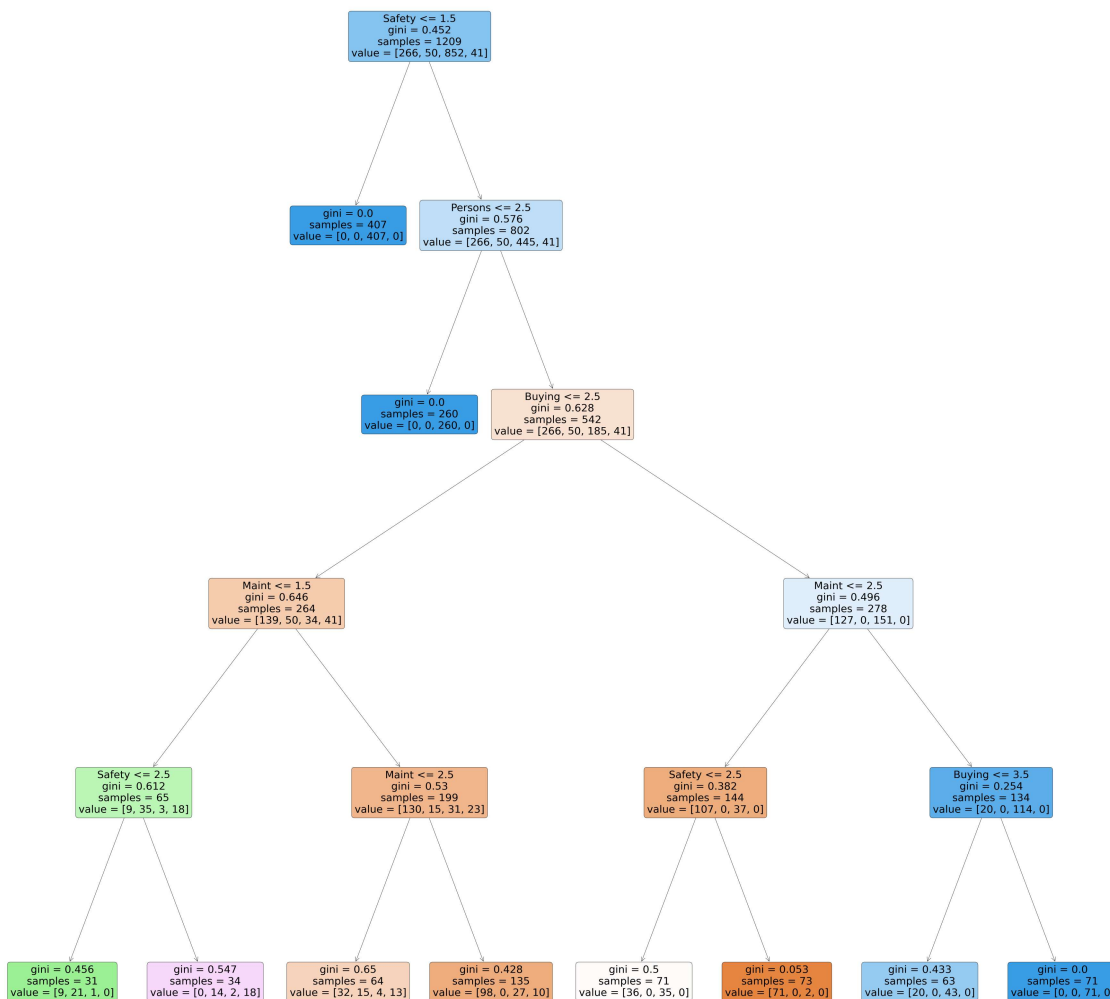 Safety <= 1.5
gini = 0.452
samples = 1209
value = [266, 50, 852, 41]
gini = 0.0
samples = 407
value = [0, 0, 407, 0]
Persons <= 2.5
gini = 0.576
samples = 802
value = [266, 50, 445, 41]
gini = 0.0
samples = 260
value = [0, 0, 260, 0]
Buying <= 2.5
gini = 0.628
samples = 542
value = [266, 50, 185, 41]
Maint <= 1.5
gini = 0.646
samples = 264
value = [139, 50, 34, 41]
Maint <= 2.5
gini = 0.496
samples = 278
value = [127, 0, 151, 0]
Safety <= 2.5
gini = 0.612
samples = 65
value = [9, 35, 3, 18]
Maint <= 2.5
gini = 0.53
samples = 199
value = [130, 15, 31, 23]
Safety <= 2.5
gini = 0.382
samples = 144
value = [107, 0, 37, 0]
Buying <= 3.5
gini = 0.254
samples = 134
value = [20, 0, 114, 0]
gini = 0.456
samples = 31
value = [9, 21, 1, 0]
gini = 0.547
samples = 34
value = [0, 14, 2, 18]
gini = 0.65
samples = 64
value = [32, 15, 4, 13]
gini = 0.428
samples = 135
value = [98, 0, 27, 10]
gini = 0.5
samples = 71
value = [36, 0, 35, 0]
gini = 0.053
samples = 73
value = [71, 0, 2, 0]
gini = 0.433
samples = 63
value = [20, 0, 43, 0]
gini = 0.0
samples = 71
value = [0, 0, 71, 0]